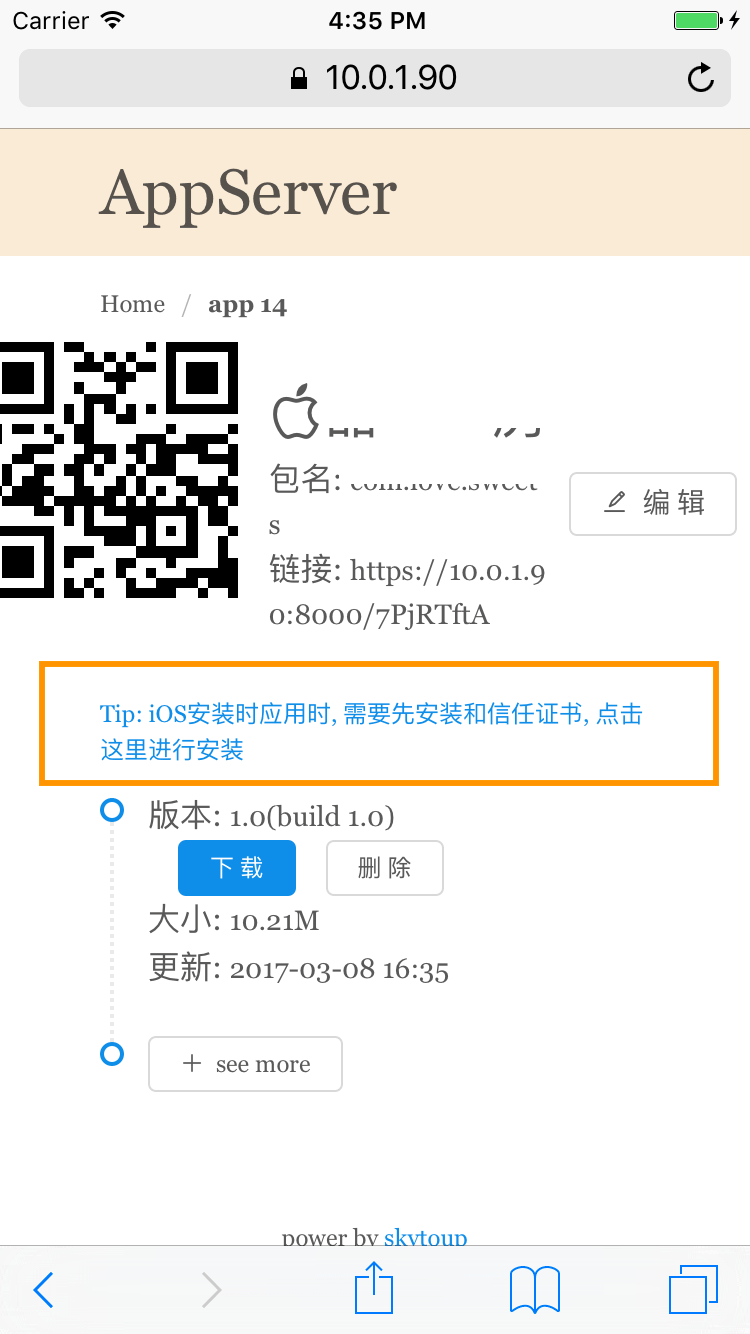 Carrier
4:35 PM
10.0.1.90
AppServer
Home / app 14
包名:
s
链接: https://10.0.1.9
0:8000/7PjRTftA
编 辑
Tip: iOS安装时应用时, 需要先安装和信任证书, 点击
这里进行安装
版本: 1.0(build 1.0)
下 载
删 除
大小: 10.21M
更新: 2017-03-08 16:35
+ see more
power by skytoup